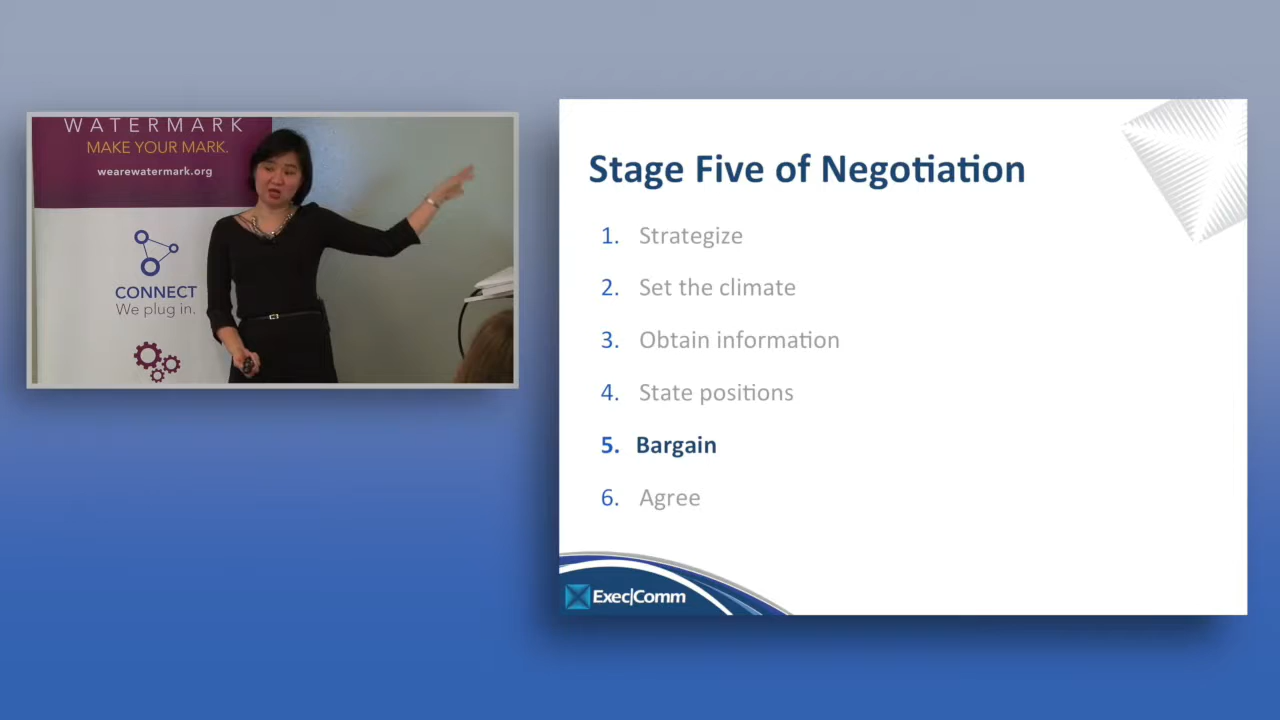 WATERMARK
MAKE YOUR MARK.
wearewatermark.org
CONNECT
We plug in.
Stage Five of Negotiation
1. Strategize
2. Set the climate
3. Obtain information
4. State positions
5. Bargain
6. Agree
Exec|Comm